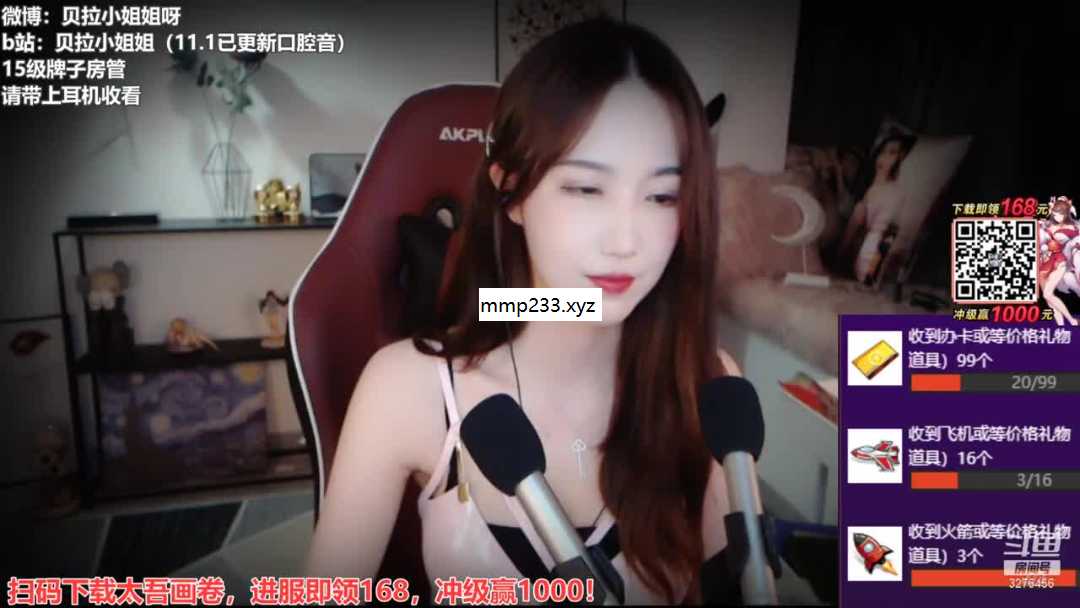 微博：贝拉小姐姐呀
b站：贝拉小姐姐（11.1已更新口腔音）
15级牌子房管
请带上耳机收看
AKPL
mmp233.xyz
下载即领168元
冲级赢1000元
收到办卡或等价格礼物
道具）99个
20/99
收到飞机或等价格礼物
道具）16个
3/16
收到火箭或等价格礼物
道具）3个
斗鱼
房间号
3276456
扫码下载太吾画卷，进服即领168，冲级赢1000！